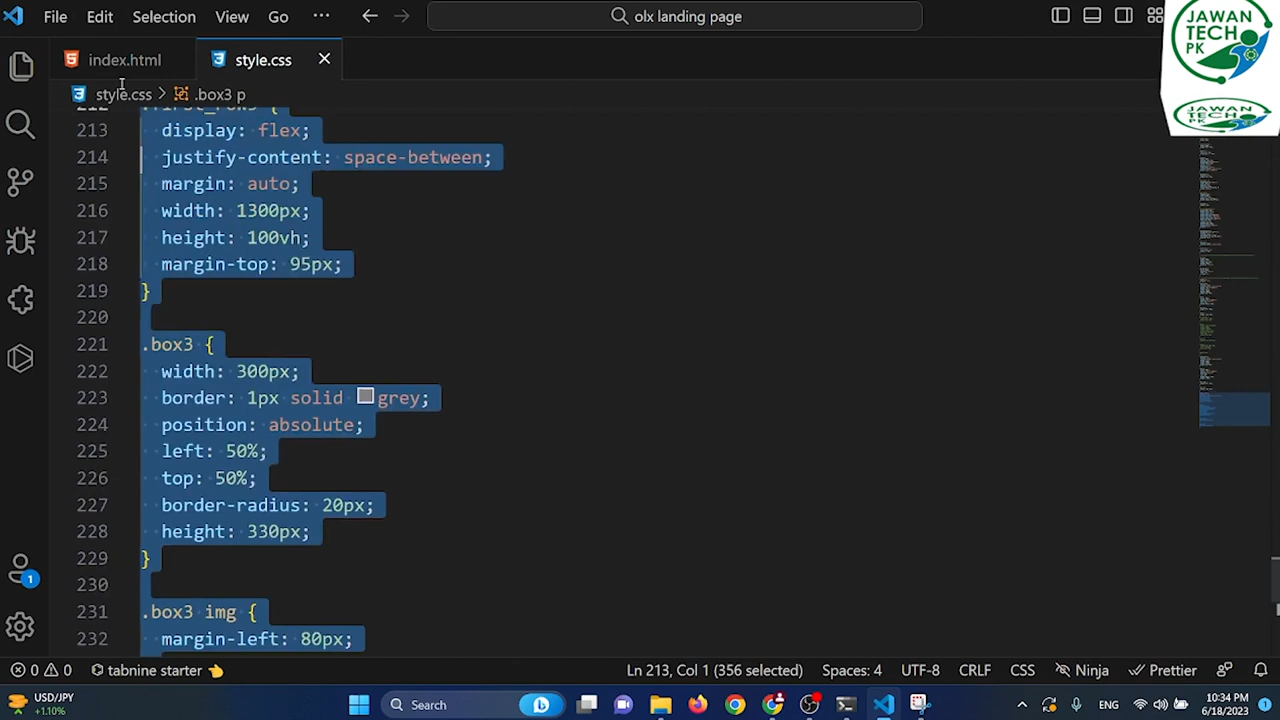 File Edit Selection View Go ··· olx landing page
JAWAN
TECH
PK
index.html style.css
style.css > .box3 p
JAWAN
TECH
PK
213 display: flex;
214 justify-content: space-between;
215 margin: auto;
216 width: 1300px;
217 height: 100vh;
218 margin-top: 95px;
219 }
220
221 .box3 {
222 width: 300px;
223 border: 1px solid grey;
224 position: absolute;
225 left: 50%;
226 top: 50%;
227 border-radius: 20px;
228 height: 330px;
229 }
230
231 .box3 img {
232 margin-left: 80px;
1
0 0 tabnine starter Ln 213, Col 1 (356 selected) Spaces: 4 UTF-8 CRLF CSS Ninja Prettier
USD/JPY
+1.10%
Search
ENG
10:34 PM
6/18/2023
1